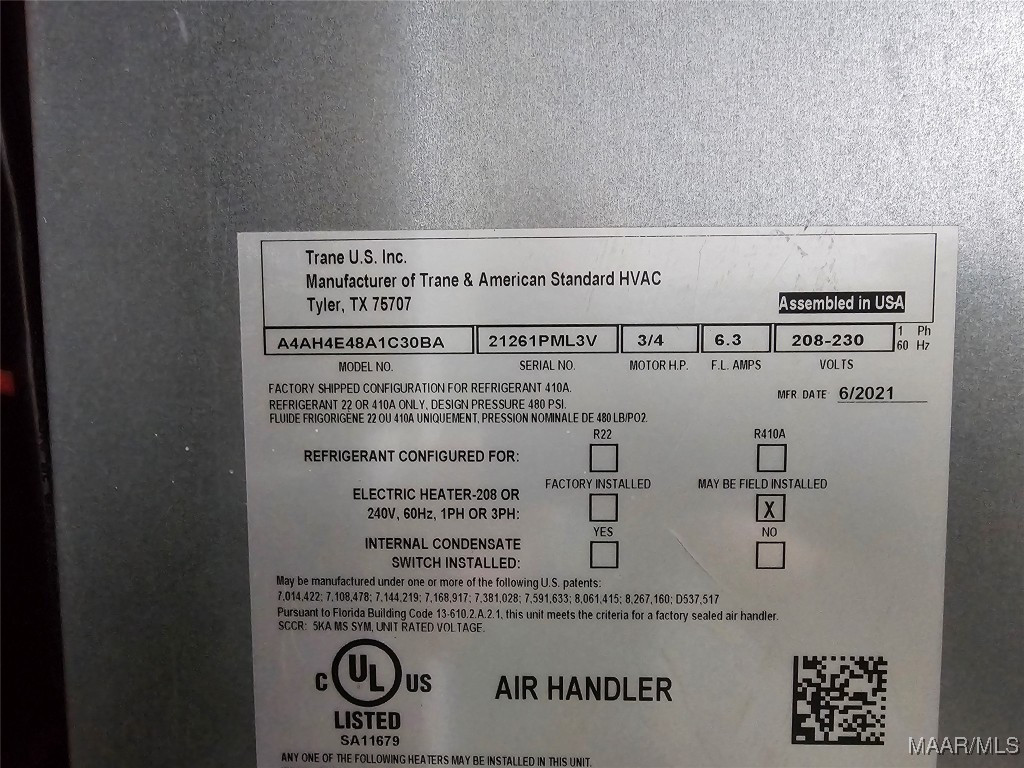 Trane U.S. Inc.
Manufacturer of Trane & American Standard HVAC
Tyler, TX 75707
Assembled in USA
A4AH4E48A1C30BA 21261PML3V 3/4 6.3 208-230 1 Ph
60 Hz
MODEL NO. SERIAL NO. MOTOR H.P. F.L. AMPS VOLTS
FACTORY SHIPPED CONFIGURATION FOR REFRIGERANT 410A.
MFR DATE 6/2021
REFRIGERANT 22 OR 410A ONLY, DESIGN PRESSURE 480 PSI.
FLUIDE FRIGORIGENE 22 OU 410A UNIQUEMENT, PRESSION NOMINALE DE 480 LB/PO2.
R22 R410A
REFRIGERANT CONFIGURED FOR:
FACTORY INSTALLED MAY BE FIELD INSTALLED
ELECTRIC HEATER-208 OR
240V, 60Hz, 1PH OR 3PH: X
YES NO
INTERNAL CONDENSATE
SWITCH INSTALLED:
May be manufactured under one or more of the following U.S. patents:
7,014,422; 7,108,478; 7,144,219; 7,168,917; 7,381,028; 7,591,633; 8,061,415; 8,267,160; D537,517
Pursuant to Florida Building Code 13-610.2.A.2.1, this unit meets the criteria for a factory sealed air handler.
SCCR: 5KA MS SYM, UNIT RATED VOLTAGE.
C UL US
LISTED
SA11679
AIR HANDLER
ANY ONE OF THE FOLLOWING HEATERS MAY BE INSTALLED IN THIS UNIT.
MAAR/MLS